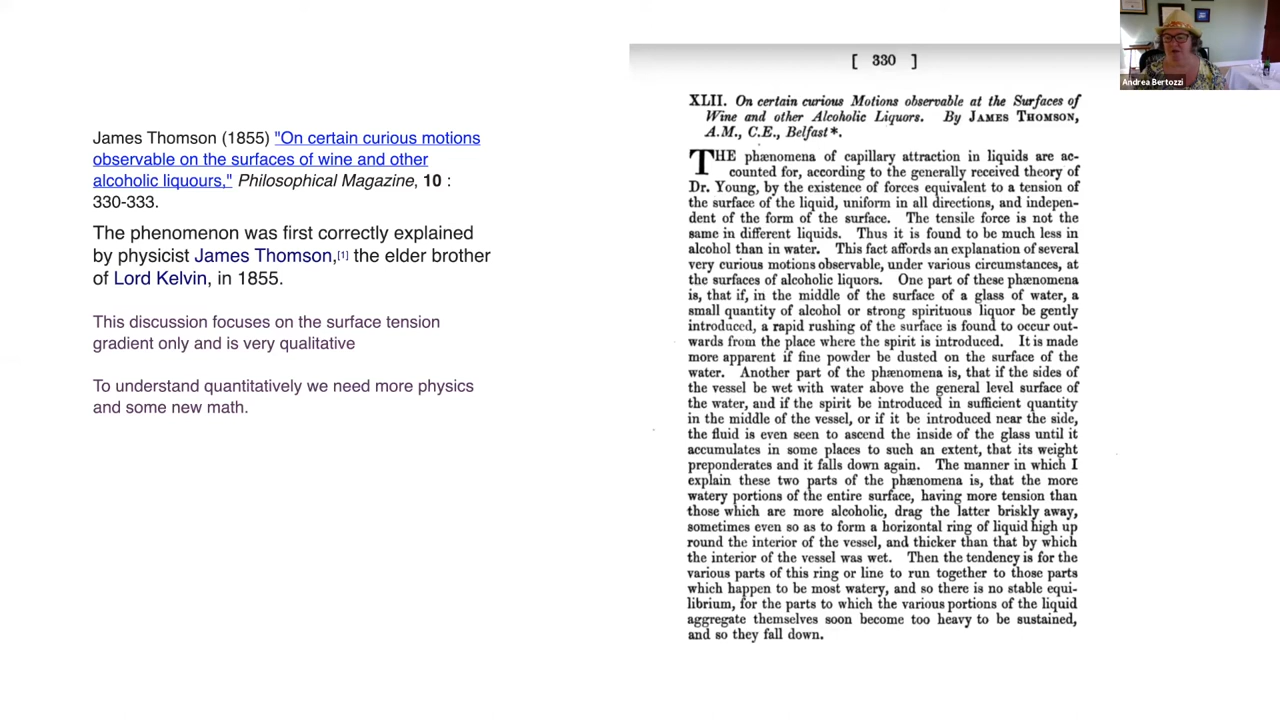 James Thomson (1855) "On certain curious motions
observable on the surfaces of wine and other
alcoholic liquours," Philosophical Magazine, 10 :
330-333.
The phenomenon was first correctly explained
by physicist James Thomson,[1] the elder brother
of Lord Kelvin, in 1855.
This discussion focuses on the surface tension
gradient only and is very qualitative
To understand quantitatively we need more physics
and some new math.
[ 330 ]
XLII. On certain curious Motions observable at the Surfaces of
Wine and other Alcoholic Liquors. By JAMES THOMSON,
A.M., C.E., Belfast*.
THE phænomena of capillary attraction in liquids are ac-
counted for, according to the generally received theory of
Dr. Young, by the existence of forces equivalent to a tension of
the surface of the liquid, uniform in all directions, and indepen-
dent of the form of the surface. The tensile force is not the
same in different liquids. Thus it is found to be much less in
alcohol than in water. This fact affords an explanation of several
very curious motions observable, under various circumstances, at
the surfaces of alcoholic liquors. One part of these phænomena
is, that if, in the middle of the surface of a glass of water, a
small quantity of alcohol or strong spirituous liquor be gently
introduced, a rapid rushing of the surface is found to occur out-
wards from the place where the spirit is introduced. It is made
more apparent if fine powder be dusted on the surface of the
water. Another part of the phænomena is, that if the sides of
the vessel be wet with water above the general level surface of
the water, and if the spirit be introduced in sufficient quantity
in the middle of the vessel, or if it be introduced near the side,
the fluid is even seen to ascend the inside of the glass until it
accumulates in some places to such an extent, that its weight
preponderates and it falls down again. The manner in which I
explain these two parts of the phænomena is, that the more
watery portions of the entire surface, having more tension than
those which are more alcoholic, drag the latter briskly away,
sometimes even so as to form a horizontal ring of liquid high up
round the interior of the vessel, and thicker than that by which
the interior of the vessel was wet. Then the tendency is for the
various parts of this ring or line to run together to those parts
which happen to be most watery, and so there is no stable equi-
librium, for the parts to which the various portions of the liquid
aggregate themselves soon become too heavy to be sustained,
and so they fall down.
Andrea Bertozzi